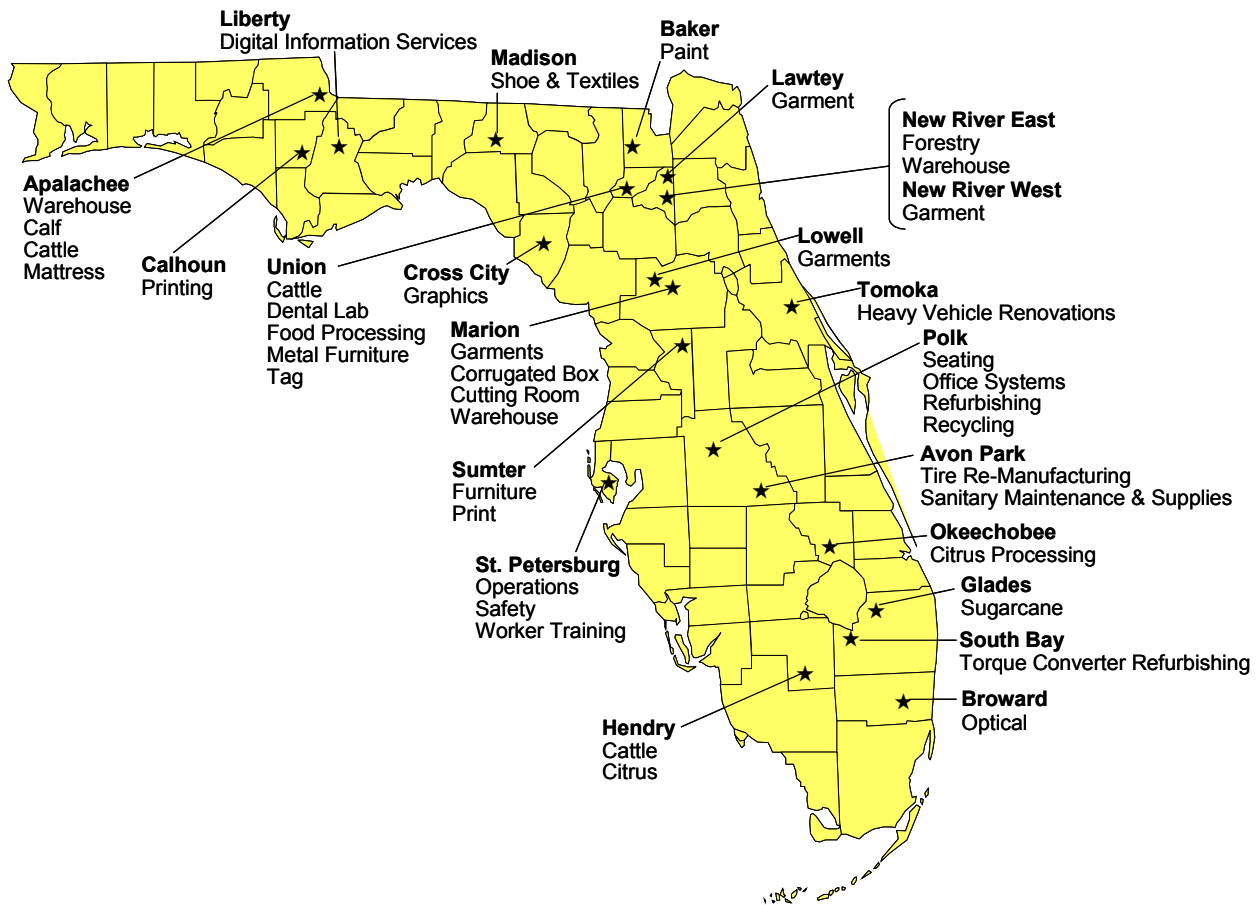 Liberty
Digital Information Services
Madison
Shoe & Textiles
Baker
Paint
Lawtey
Garment
New River East
Forestry
Warehouse
New River West
Garment
Apalachee
Warehouse
Calf
Cattle
Mattress
Calhoun
Printing
Union
Cattle
Dental Lab
Food Processing
Metal Furniture
Tag
Cross City
Graphics
Lowell
Garments
Marion
Garments
Corrugated Box
Cutting Room
Warehouse
Tomoka
Heavy Vehicle Renovations
Polk
Seating
Office Systems
Refurbishing
Recycling
Sumter
Furniture
Print
Avon Park
Tire Re-Manufacturing
Sanitary Maintenance & Supplies
St. Petersburg
Operations
Safety
Worker Training
Okeechobee
Citrus Processing
Glades
Sugarcane
South Bay
Torque Converter Refurbishing
Broward
Optical
Hendry
Cattle
Citrus